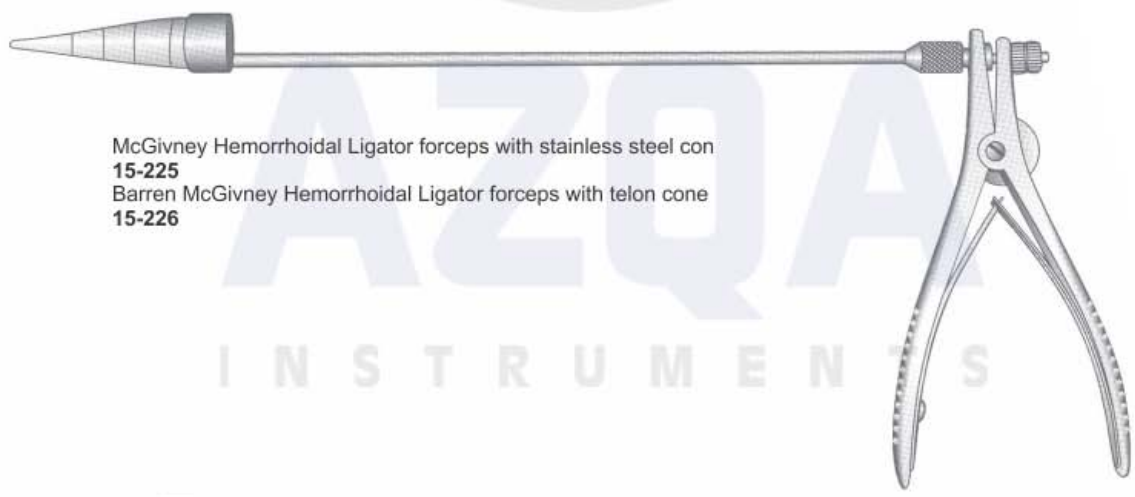 McGivney Hemorrhoidal Ligator forceps with stainless steel con
15-225
Barren McGivney Hemorrhoidal Ligator forceps with telon cone
15-226
AZQA
INSTRUMENTS